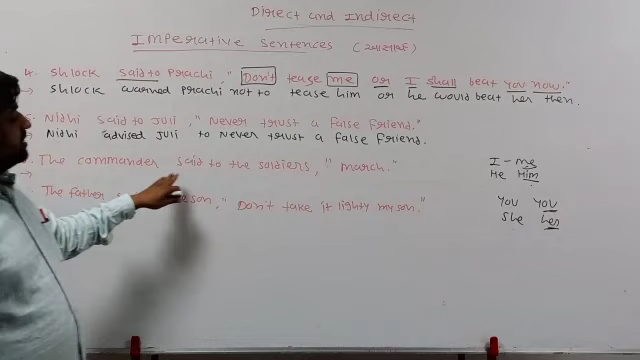 Direct and Indirect
Imperative Sentences
4. Shlock said to Prachi, "Don't tease me or I shall beat you now."
→ Shlock warned Prachi not to tease him or he would beat her then.
Nidhi said to Juli, "Never trust a false friend."
→ Nidhi advised Juli to never trust a false friend.
The commander said to the soldiers, "march."
→
The father son, "Don't take it lighty my son."
I - me
He Him
you you
She her